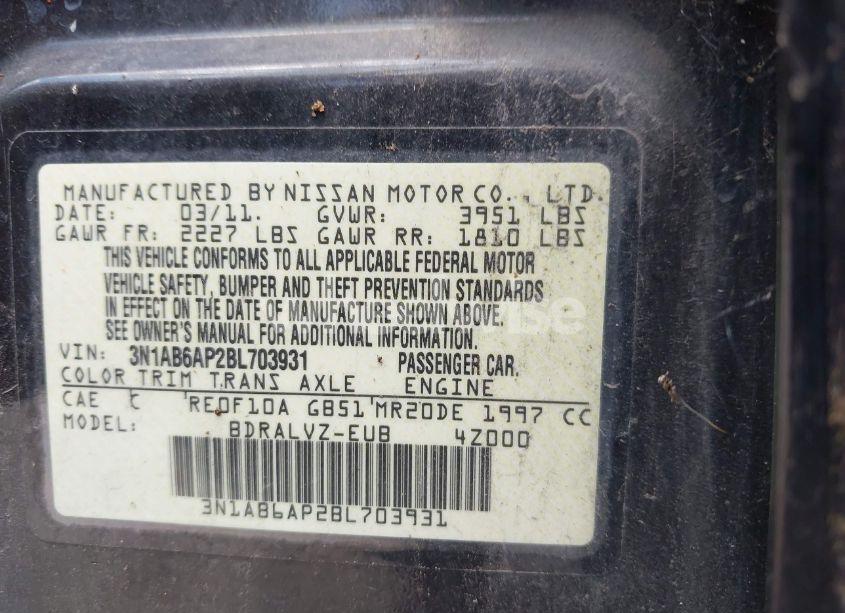 MANUFACTURED BY NISSAN MOTOR CO., LTD.
DATE: 03/11. GVWR: 3951 LBS
GAWR FR: 2227 LBS GAWR RR: 1810 LBS
THIS VEHICLE CONFORMS TO ALL APPLICABLE FEDERAL MOTOR
VEHICLE SAFETY, BUMPER AND THEFT PREVENTION STANDARDS
IN EFFECT ON THE DATE OF MANUFACTURE SHOWN ABOVE.
SEE OWNER'S MANUAL FOR ADDITIONAL INFORMATION.
VIN: 3N1AB6AP2BL703931 PASSENGER CAR.
COLOR TRIM TRANS AXLE ENGINE
CAE C RE0F10A GB51 MR20DE 1997 CC
MODEL: BDRALVZ-EUB 4Z000
3N1AB6AP2BL703931